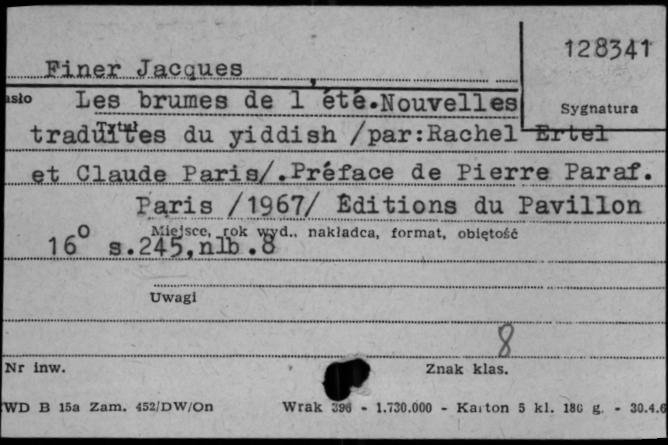 128341
Finer Jacques
asło Les brumes de l été.Nouvelles
Sygnatura
Tytuł
traduites du yiddish /par:Rachel Ertel
et Claude Paris/.Préface de Pierre Paraf.
Paris /1967/ Éditions du Pavillon
Miejsce, rok wyd., nakładca, format, obiętość
16° s.245,nlb.8
Uwagi
8
Nr inw. Znak klas.
WD B 15a Zam. 452/DW/On Wrak 396 - 1.730.000 - Karton 5 kl. 180 g. - 30.4.6